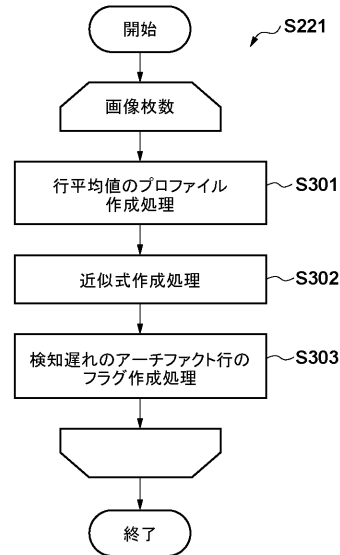 開始
S221
画像枚数
行平均値のプロファイル
作成処理
S301
近似式作成処理
S302
検知遅れのアーチファクト行の
フラグ作成処理
S303
終了